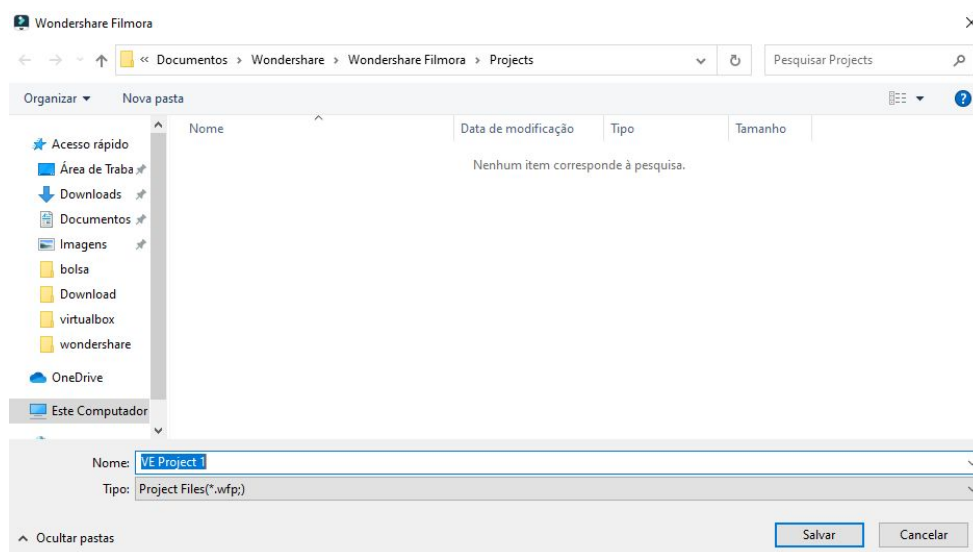 Wondershare Filmora
« Documentos › Wondershare › Wondershare Filmora › Projects
Pesquisar Projects
Organizar
Nova pasta
Nome
Data de modificação
Tipo
Tamanho
Nenhum item corresponde à pesquisa.
Acesso rápido
Área de Traba
Downloads
Documentos
Imagens
bolsa
Download
virtualbox
wondershare
OneDrive
Este Computador
Nome: VE Project 1
Tipo: Project Files(*.wfp;)
Ocultar pastas
Salvar
Cancelar